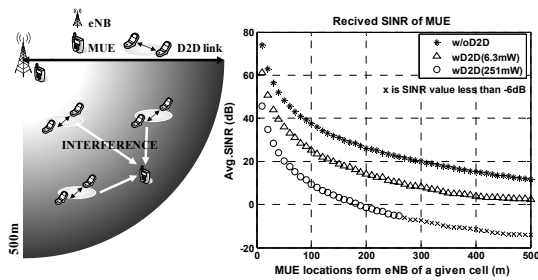 eNB
MUE
D2D link
INTERFERENCE
500m
Recived SINR of MUE
Avg.SINR (dB)
80
60
40
20
0
-20
w/oD2D
wD2D(6.3mW)
wD2D(251mW)
x is SINR value less than -6dB
0
100
200
300
400
500
MUE locations form eNB of a given cell (m)